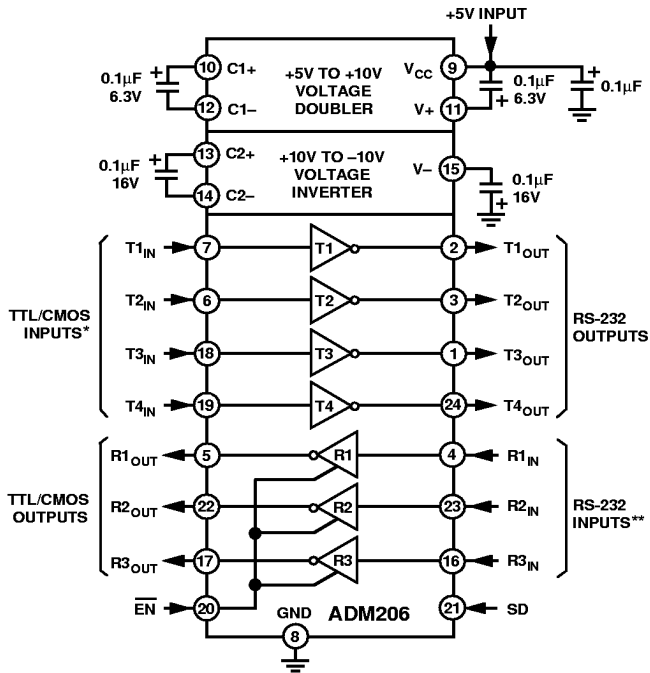 +5V INPUT
10 C1+ +5V TO +10V VOLTAGE DOUBLER VCC 9
0.1µF 6.3V
+
12 C1– V+ 11
+ 0.1µF 6.3V
+ 0.1µF
13 C2+ +10V TO –10V VOLTAGE INVERTER V– 15
0.1µF 16V
+
14 C2–
0.1µF 16V
+
TTL/CMOS INPUTS*
T1IN 7 T1 2 T1OUT
T2IN 6 T2 3 T2OUT
T3IN 18 T3 1 T3OUT
T4IN 19 T4 24 T4OUT
RS-232 OUTPUTS
TTL/CMOS OUTPUTS
R1OUT 5 R1 4 R1IN
R2OUT 22 R2 23 R2IN
R3OUT 17 R3 16 R3IN
RS-232 INPUTS**
EN 20 21 SD
GND ADM206
8